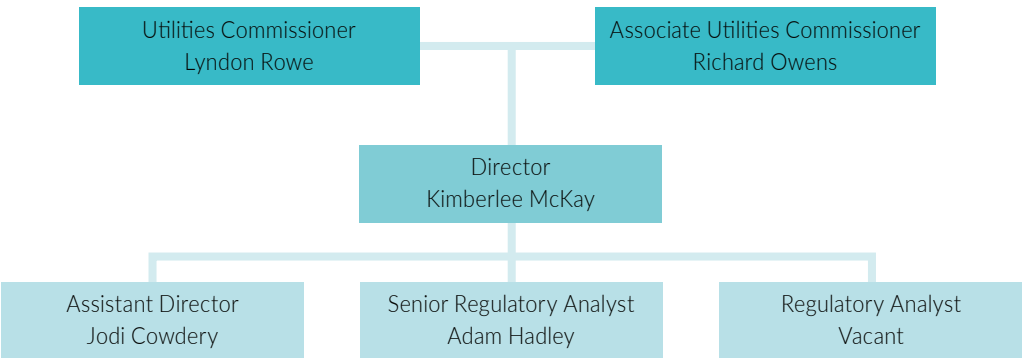 Utilities Commissioner
Lyndon Rowe
Associate Utilities Commissioner
Richard Owens
Director
Kimberlee McKay
Assistant Director
Jodi Cowdery
Senior Regulatory Analyst
Adam Hadley
Regulatory Analyst
Vacant